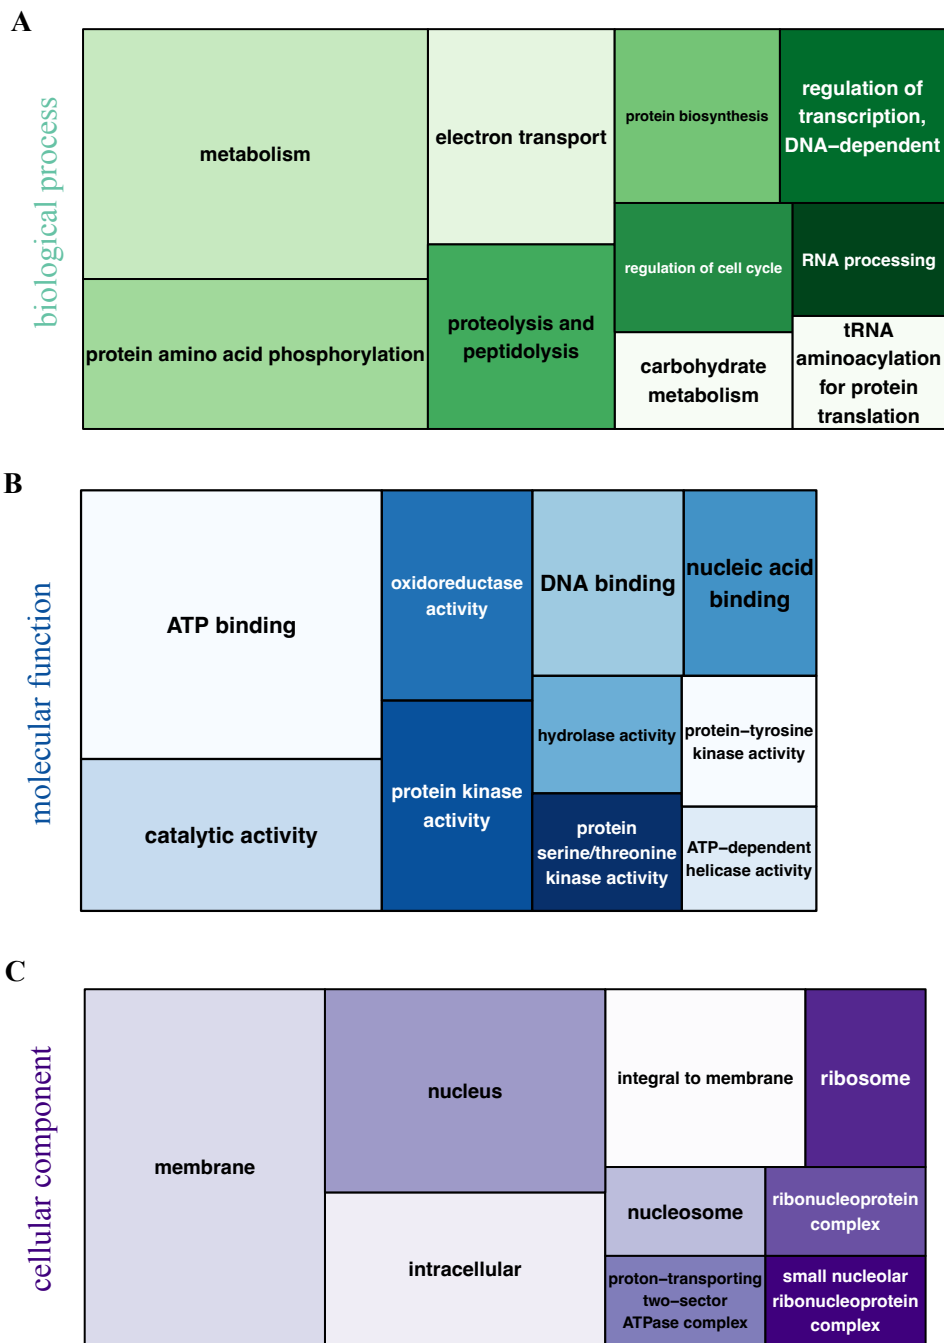 A
biological process
metabolism
electron transport
protein biosynthesis
regulation of
transcription,
DNA−dependent
protein amino acid phosphorylation
proteolysis and
peptidolysis
regulation of cell cycle
RNA processing
carbohydrate
metabolism
tRNA
aminoacylation
for protein
translation
B
molecular function
ATP binding
oxidoreductase
activity
DNA binding
nucleic acid
binding
catalytic activity
protein kinase
activity
hydrolase activity
protein−tyrosine
kinase activity
protein
serine/threonine
kinase activity
ATP−dependent
helicase activity
C
cellular component
membrane
nucleus
integral to membrane
ribosome
intracellular
nucleosome
ribonucleoprotein
complex
proton−transporting
two−sector
ATPase complex
small nucleolar
ribonucleoprotein
complex